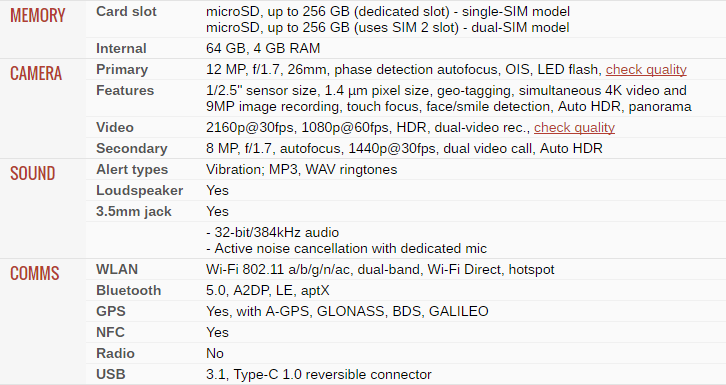 MEMORY Card slot microSD, up to 256 GB (dedicated slot) - single-SIM model
microSD, up to 256 GB (uses SIM 2 slot) - dual-SIM model
Internal 64 GB, 4 GB RAM
CAMERA Primary 12 MP, f/1.7, 26mm, phase detection autofocus, OIS, LED flash, check quality
Features 1/2.5" sensor size, 1.4 µm pixel size, geo-tagging, simultaneous 4K video and
9MP image recording, touch focus, face/smile detection, Auto HDR, panorama
Video 2160p@30fps, 1080p@60fps, HDR, dual-video rec., check quality
Secondary 8 MP, f/1.7, autofocus, 1440p@30fps, dual video call, Auto HDR
SOUND Alert types Vibration; MP3, WAV ringtones
Loudspeaker Yes
3.5mm jack Yes
- 32-bit/384kHz audio
- Active noise cancellation with dedicated mic
COMMS WLAN Wi-Fi 802.11 a/b/g/n/ac, dual-band, Wi-Fi Direct, hotspot
Bluetooth 5.0, A2DP, LE, aptX
GPS Yes, with A-GPS, GLONASS, BDS, GALILEO
NFC Yes
Radio No
USB 3.1, Type-C 1.0 reversible connector